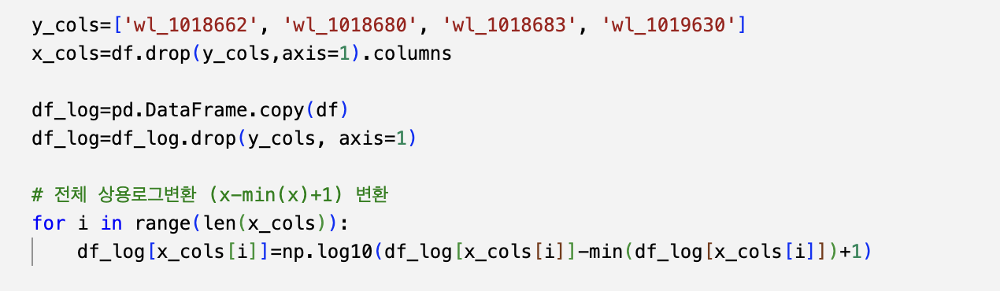 y_cols=['wl_1018662', 'wl_1018680', 'wl_1018683', 'wl_1019630']
x_cols=df.drop(y_cols,axis=1).columns
df_log=pd.DataFrame.copy(df)
df_log=df_log.drop(y_cols, axis=1)
# 전체 상용로그변환 (x-min(x)+1) 변환
for i in range(len(x_cols)):
    df_log[x_cols[i]]=np.log10(df_log[x_cols[i]]-min(df_log[x_cols[i]])+1)